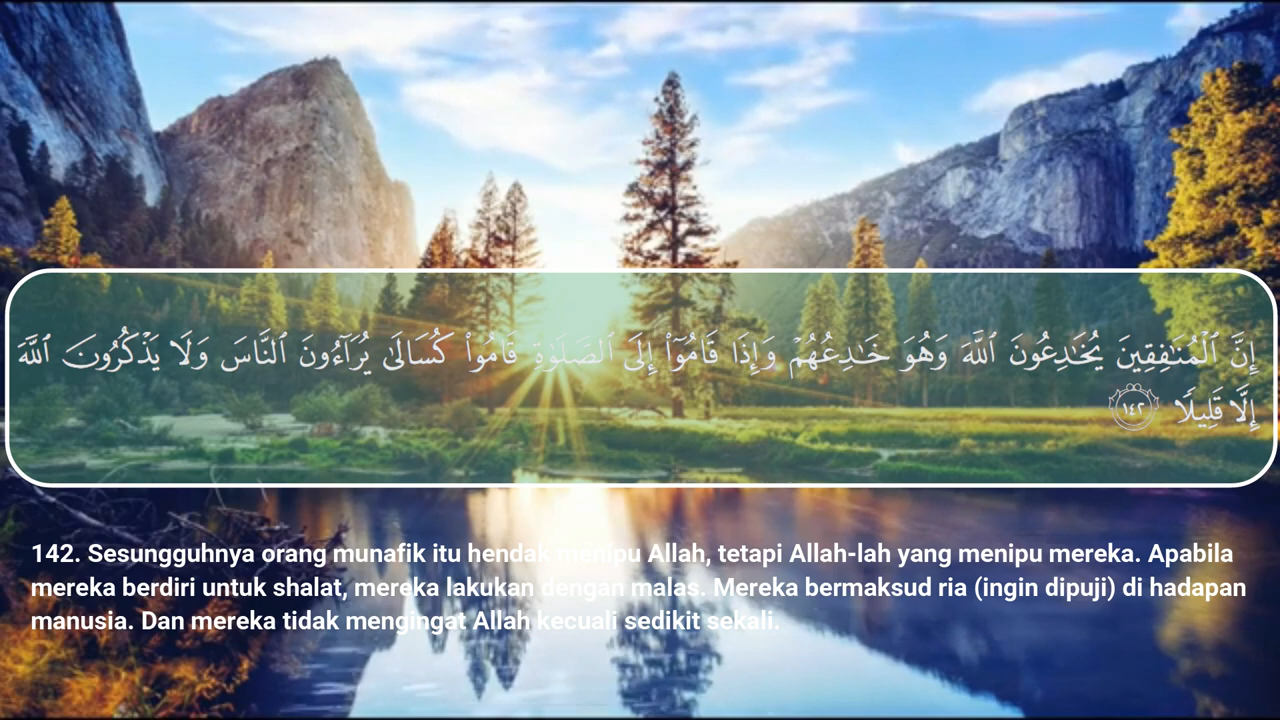 إِنَّ ٱلْمُنَـٰفِقِينَ يُخَـٰدِعُونَ ٱللَّهَ وَهُوَ خَـٰدِعُهُمْ وَإِذَا قَامُوٓا۟ إِلَى ٱلصَّلَوٰةِ قَامُوا۟ كُسَالَىٰ يُرَآءُونَ ٱلنَّاسَ وَلَا يَذْكُرُونَ ٱللَّهَ
إِلَّا قَلِيلًا ١٤٢
142. Sesungguhnya orang munafik itu hendak menipu Allah, tetapi Allah-lah yang menipu mereka. Apabila
mereka berdiri untuk shalat, mereka lakukan dengan malas. Mereka bermaksud ria (ingin dipuji) di hadapan
manusia. Dan mereka tidak mengingat Allah kecuali sedikit sekali.